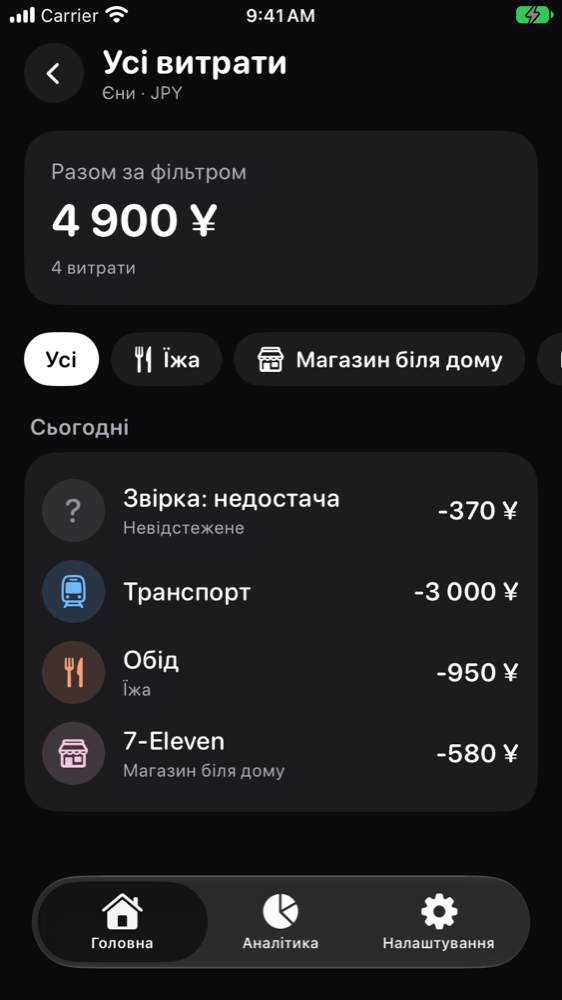 Carrier 9:41 AM
Усі витрати
Єни · JPY
Разом за фільтром
4 900 ¥
4 витрати
Усі Їжа Магазин біля дому
Сьогодні
? Звірка: недостача -370 ¥
Невідстежене
Транспорт -3 000 ¥
Обід -950 ¥
Їжа
7-Eleven -580 ¥
Магазин біля дому
Головна Аналітика Налаштування